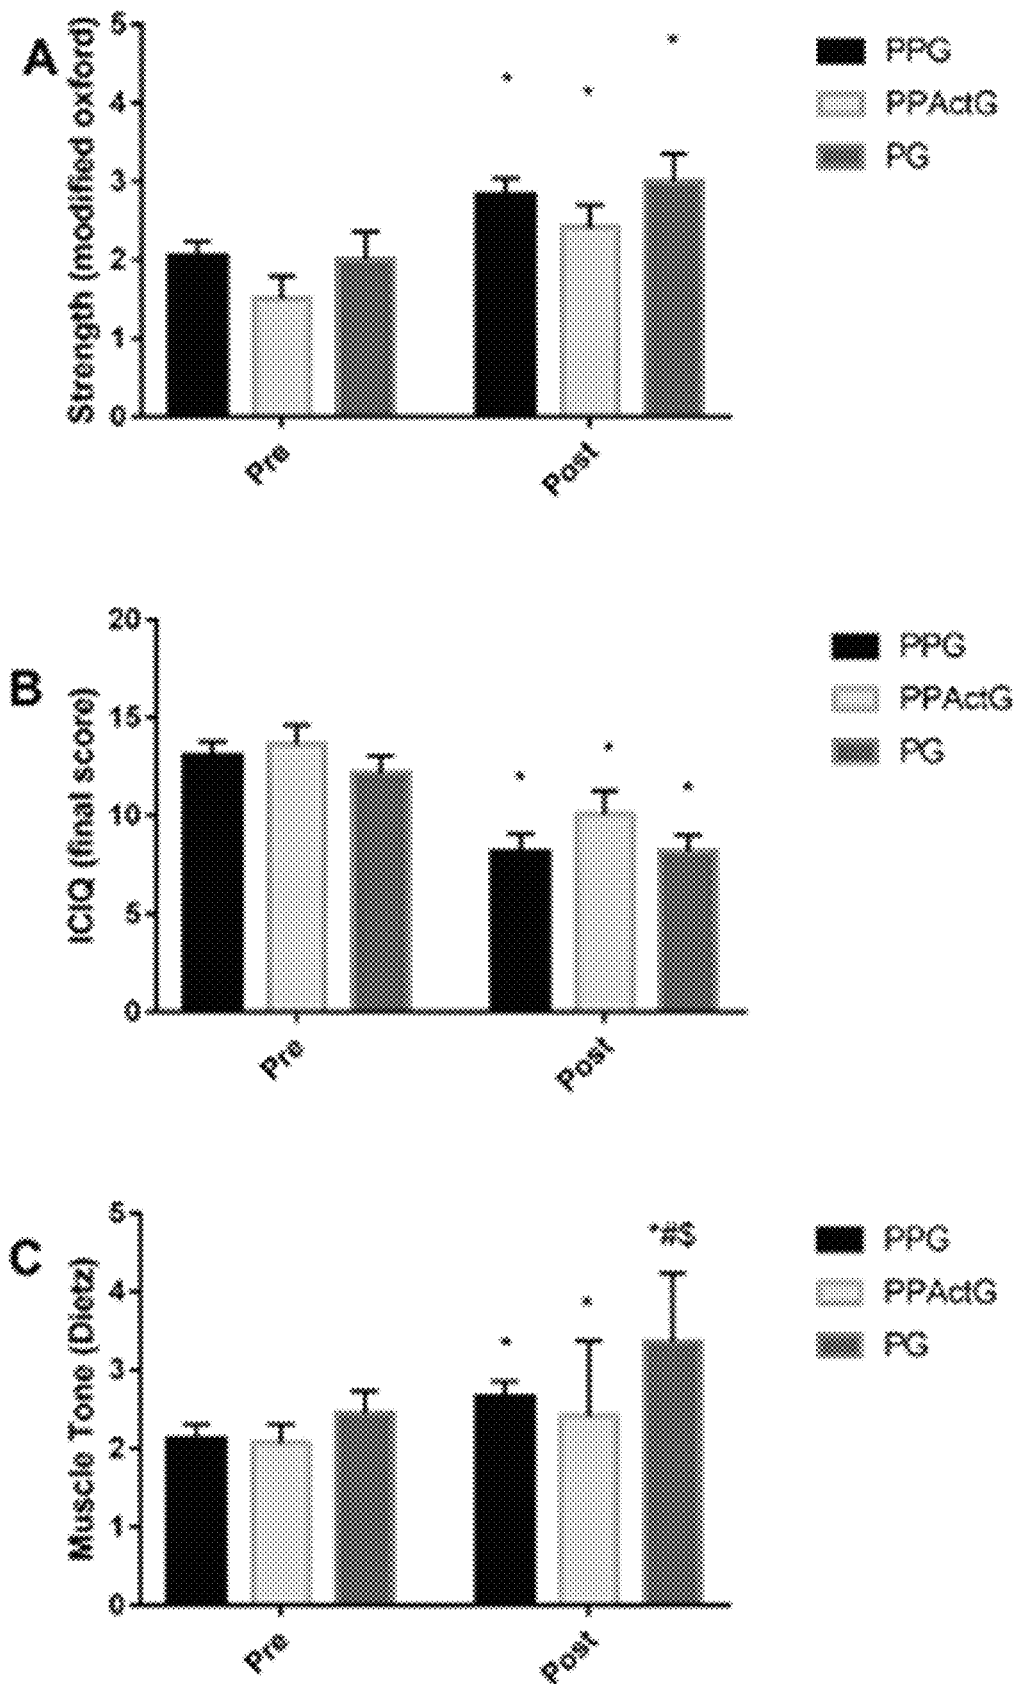 A
Strength (modified oxford)
5
4
3
2
1
0
* * *
Pre Post
PPG
PPActG
PG
B
ICIQ (final score)
20
15
10
5
0
* * *
Pre Post
PPG
PPActG
PG
C
Muscle Tone (Dietz)
5
4
3
2
1
0
* * *#$
Pre Post
PPG
PPActG
PG